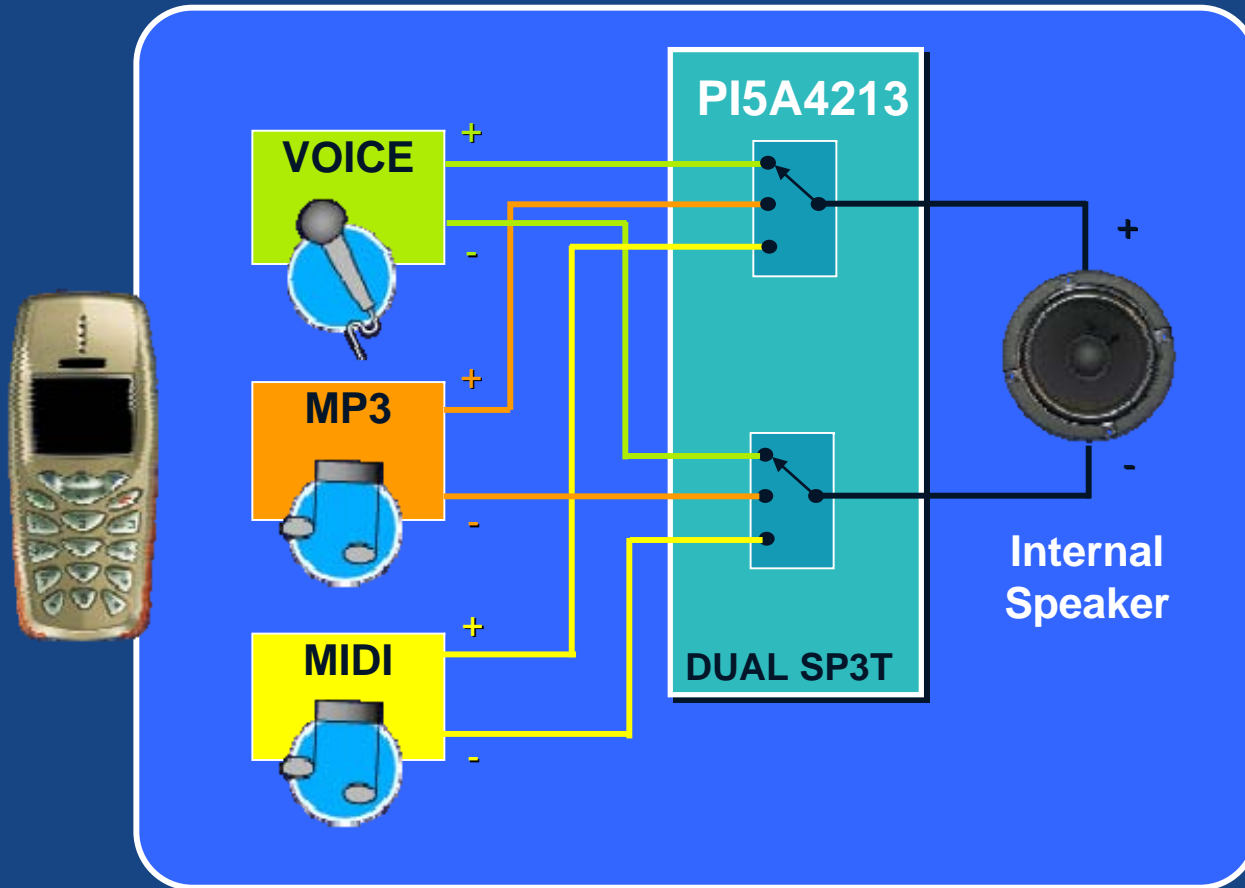 PI5A4213
VOICE
+
-
MP3
+
-
MIDI
+
-
DUAL SP3T
+
-
Internal
Speaker